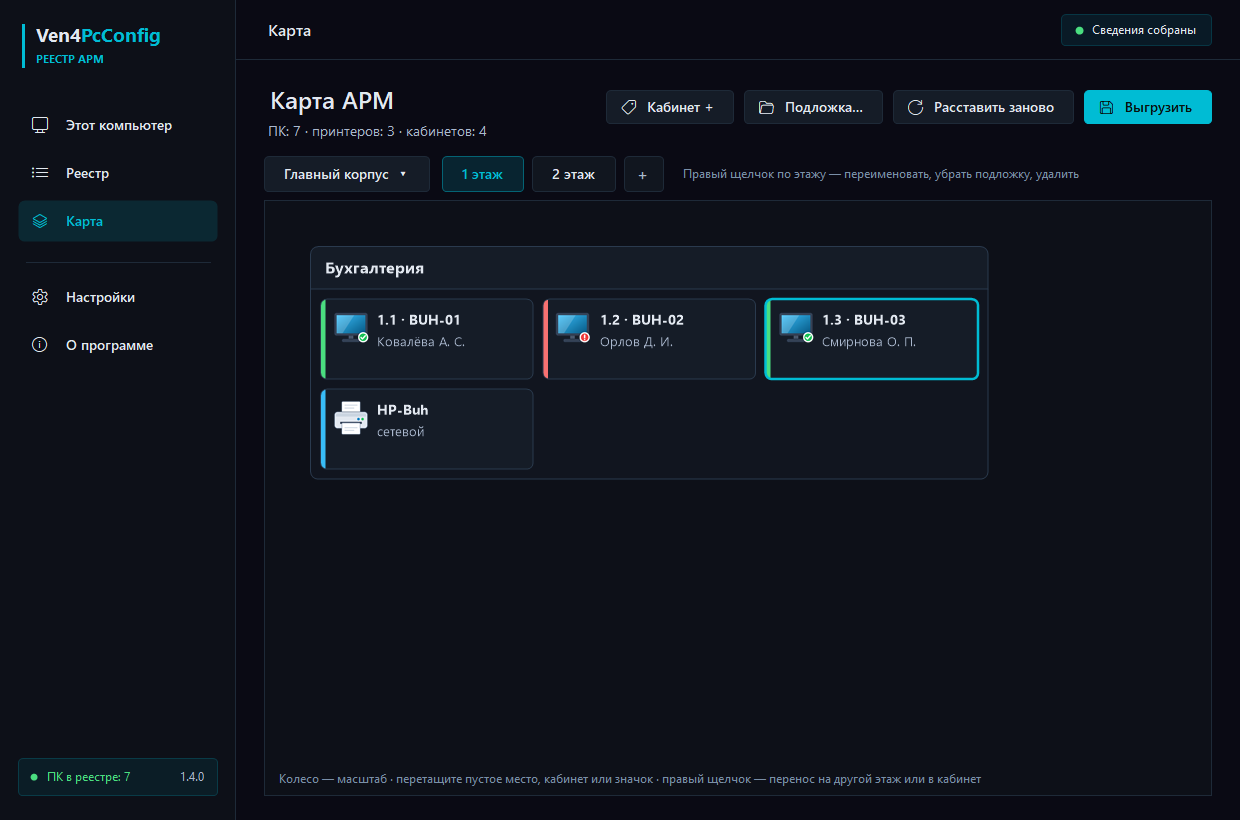 Ven4PcConfig
РЕЕСТР АРМ
Этот компьютер
Реестр
Карта
Настройки
О программе
ПК в реестре: 7 1.4.0
Карта
Сведения собраны
Карта АРМ
ПК: 7 · принтеров: 3 · кабинетов: 4
Кабинет +
Подложка...
Расставить заново
Выгрузить
Главный корпус ▾
1 этаж
2 этаж
+
Правый щелчок по этажу — переименовать, убрать подложку, удалить
Бухгалтерия
1.1 · BUH-01
Ковалёва А. С.
1.2 · BUH-02
Орлов Д. И.
1.3 · BUH-03
Смирнова О. П.
HP-Buh
сетевой
Колесо — масштаб · перетащите пустое место, кабинет или значок · правый щелчок — перенос на другой этаж или в кабинет